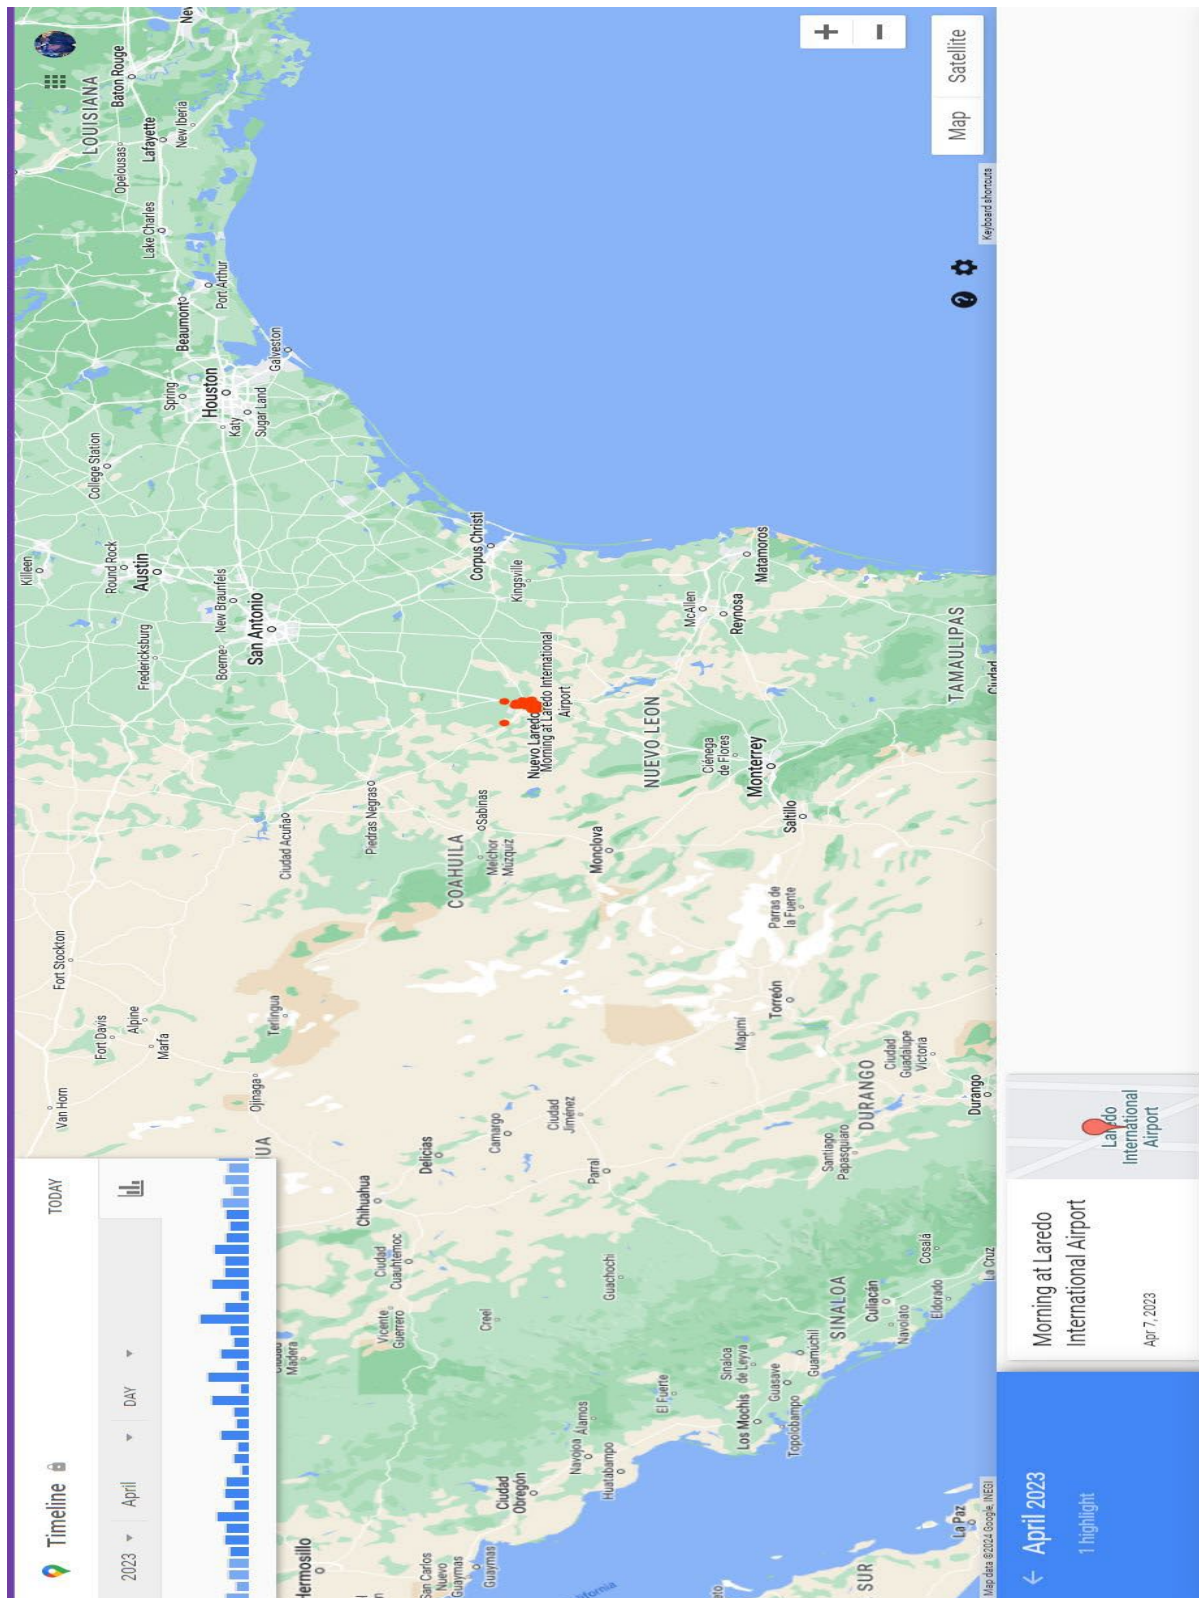 Timeline
TODAY
2023
April
DAY
LOUISIANA
Baton Rouge
Opelousas
Lafayette
New Iberia
Lake Charles
Beaumont
Port Arthur
Spring
Houston
Katy
Sugar Land
Galveston
College Station
Killeen
Round Rock
Austin
New Braunfels
Fredericksburg
Boerne
San Antonio
Corpus Christi
Kingsville
Nuevo Laredo
Morning at Laredo International
Airport
McAllen
Reynosa
Matamoros
TAMAULIPAS
Ciudad
NUEVO LEON
Ciénega
de Flores
Monterrey
Saltillo
Piedras Negras
Ciudad Acuña
Sabinas
COAHUILA
Melchor
Múzquiz
Monclova
Parras de
la Fuente
Fort Stockton
Fort Davis
Alpine
Marfa
Terlingua
Van Horn
Ojinaga
UA
Torreón
Mapimí
Ciudad
Guadalupe
Victoria
DURANGO
Durango
Santiago
Papasquiaro
Delicias
Camargo
Ciudad
Jiménez
Parral
Chihuahua
Ciudad
Cuauhtemoc
Vicente
Guerrero
Madera
Creel
Guachochi
Cosalá
La Cruz
SINALOA
Culiacán
Eldorado
Navolato
Guamúchil
Sinaloa
de Leyva
Guasave
Los Mochis
Topolobampo
El Fuerte
Alamos
Navojoa
Huatabampo
Ciudad
Obregón
Hermosillo
San Carlos
Nuevo
Guaymas
Guaymas
La Paz
SUR
Map data ©2024 Google, INEGI
Keyboard shortcuts
Map
Satellite
April 2023
1 highlight
Morning at Laredo
International Airport
Apr 7, 2023
Laredo
International
Airport